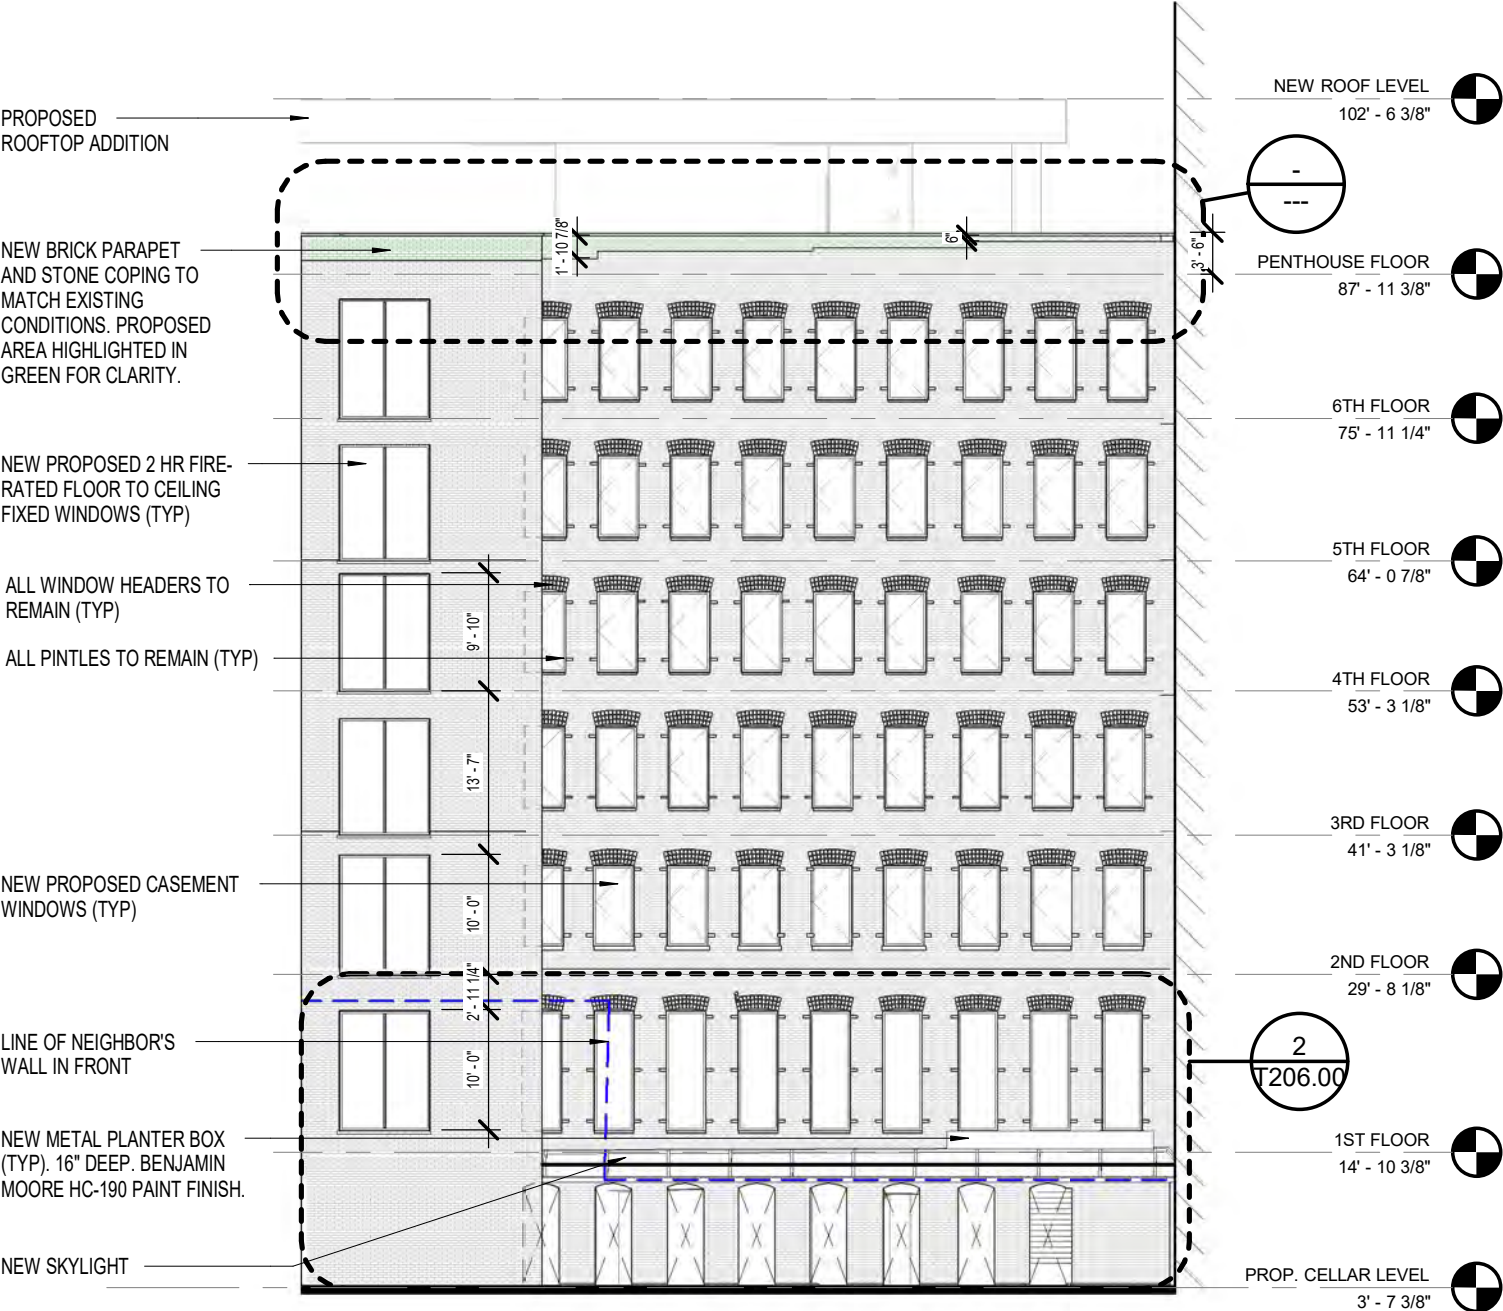 PROPOSED
ROOFTOP ADDITION
NEW BRICK PARAPET
AND STONE COPING TO
MATCH EXISTING
CONDITIONS. PROPOSED
AREA HIGHLIGHTED IN
GREEN FOR CLARITY.
NEW PROPOSED 2 HR FIRE-
RATED FLOOR TO CEILING
FIXED WINDOWS (TYP)
ALL WINDOW HEADERS TO
REMAIN (TYP)
ALL PINTLES TO REMAIN (TYP)
NEW PROPOSED CASEMENT
WINDOWS (TYP)
LINE OF NEIGHBOR'S
WALL IN FRONT
NEW METAL PLANTER BOX
(TYP). 16" DEEP. BENJAMIN
MOORE HC-190 PAINT FINISH.
NEW SKYLIGHT
1' - 10 7/8"
6"
3' - 6"
9' - 10"
13' - 7"
10' - 0"
2' - 11 1/4"
10' - 0"
-
---
2
T206.00
NEW ROOF LEVEL
102' - 6 3/8"
PENTHOUSE FLOOR
87' - 11 3/8"
6TH FLOOR
75' - 11 1/4"
5TH FLOOR
64' - 0 7/8"
4TH FLOOR
53' - 3 1/8"
3RD FLOOR
41' - 3 1/8"
2ND FLOOR
29' - 8 1/8"
1ST FLOOR
14' - 10 3/8"
PROP. CELLAR LEVEL
3' - 7 3/8"